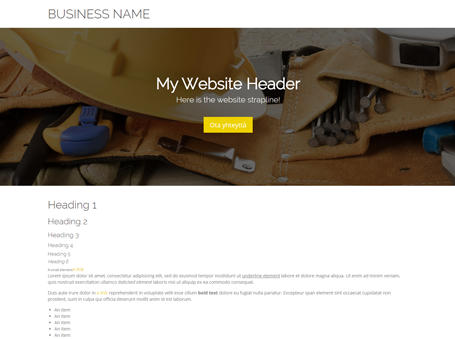 BUSINESS NAME
My Website Header
Here is the website strapline!
Ota yhteyttä
Heading 1
Heading 2
Heading 3
Heading 4
Heading 5
Heading 6
A small element a link
Lorem ipsum dolor sit amet, consectetur adipisicing elit, sed do eiusmod tempor incididunt ut underline element labore et dolore magna aliqua. Ut enim ad minim veniam,
quis nostrud exercitation ullamco deleted element laboris nisi ut aliquip ex ea commodo consequat.
Duis aute irure dolor in a link reprehenderit in voluptate velit esse cillum bold text dolore eu fugiat nulla pariatur. Excepteur span element sint occaecat cupidatat non
proident, sunt in culpa qui officia deserunt mollit anim id est laborum.
• An item
• An item
• An item
• An item
• An item